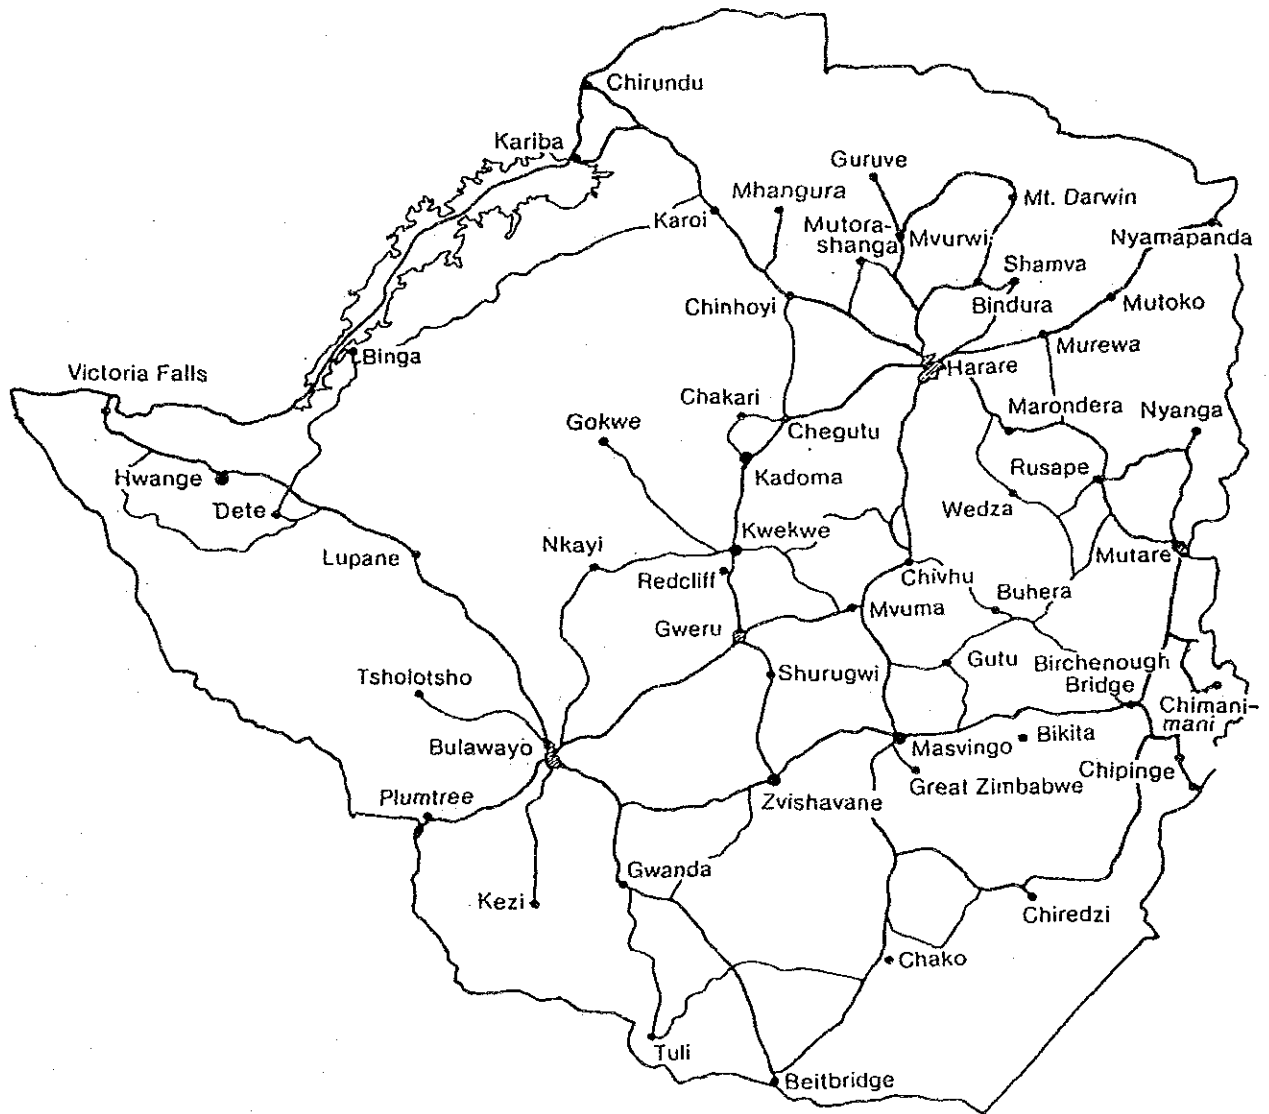 Chirundu
Kariba
Guruve
Mhangura
Mt. Darwin
Karoi
Mutora-
shanga
Mvurwi
Nyamapanda
Shamva
Chinhoyi
Bindura
Mutoko
Binga
Murewa
Harare
Victoria Falls
Chakari
Marondera
Nyanga
Gokwe
Chegutu
Hwange
Kadoma
Rusape
Dete
Wedza
Lupane
Nkayi
Kwekwe
Mutare
Redcliff
Chivhu
Buhera
Mvuma
Gweru
Tsholotsho
Shurugwi
Gutu
Birchenough
Bridge
Chimani-
mani
Bulawayo
Masvingo
Bikita
Chipinge
Plumtree
Zvishavane
Great Zimbabwe
Gwanda
Kezi
Chiredzi
Chako
Tuli
Beitbridge